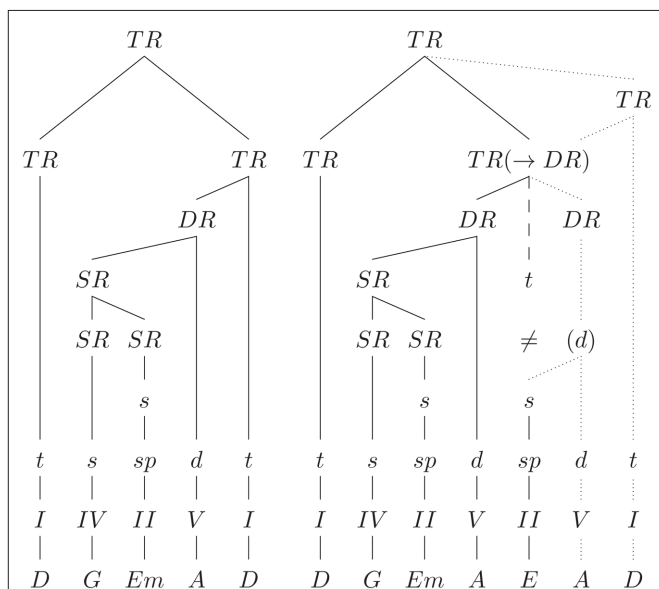 TR TR
TR
TR TR TR TR(→ DR)
DR DR DR
SR SR t
SR SR SR SR ≠ (d)
s s s
t s sp d t t s sp d sp d t
I IV II V I I IV II V II V I
D G Em A D D G Em A E A D